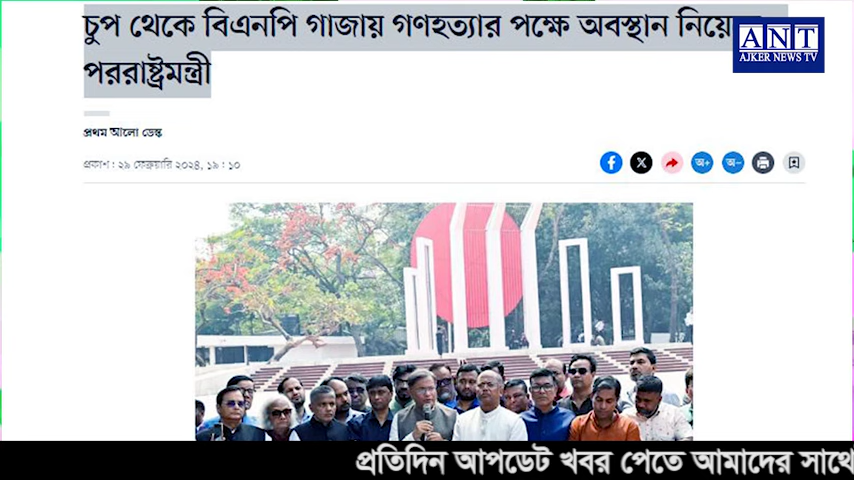 চুপ থেকে বিএনপি গাজায় গণহত্যার পক্ষে অবস্থান
পররাষ্ট্রমন্ত্রী
ANT
AJKER NEWS TV
প্রথম আলো ডেস্ক
প্রকাশ: ২৯ ফেব্রুয়ারি ২০২৪, ১৯: ১০
অ+ অ−
প্রতিদিন আপডেট খবর পেতে আমাদের সাথে